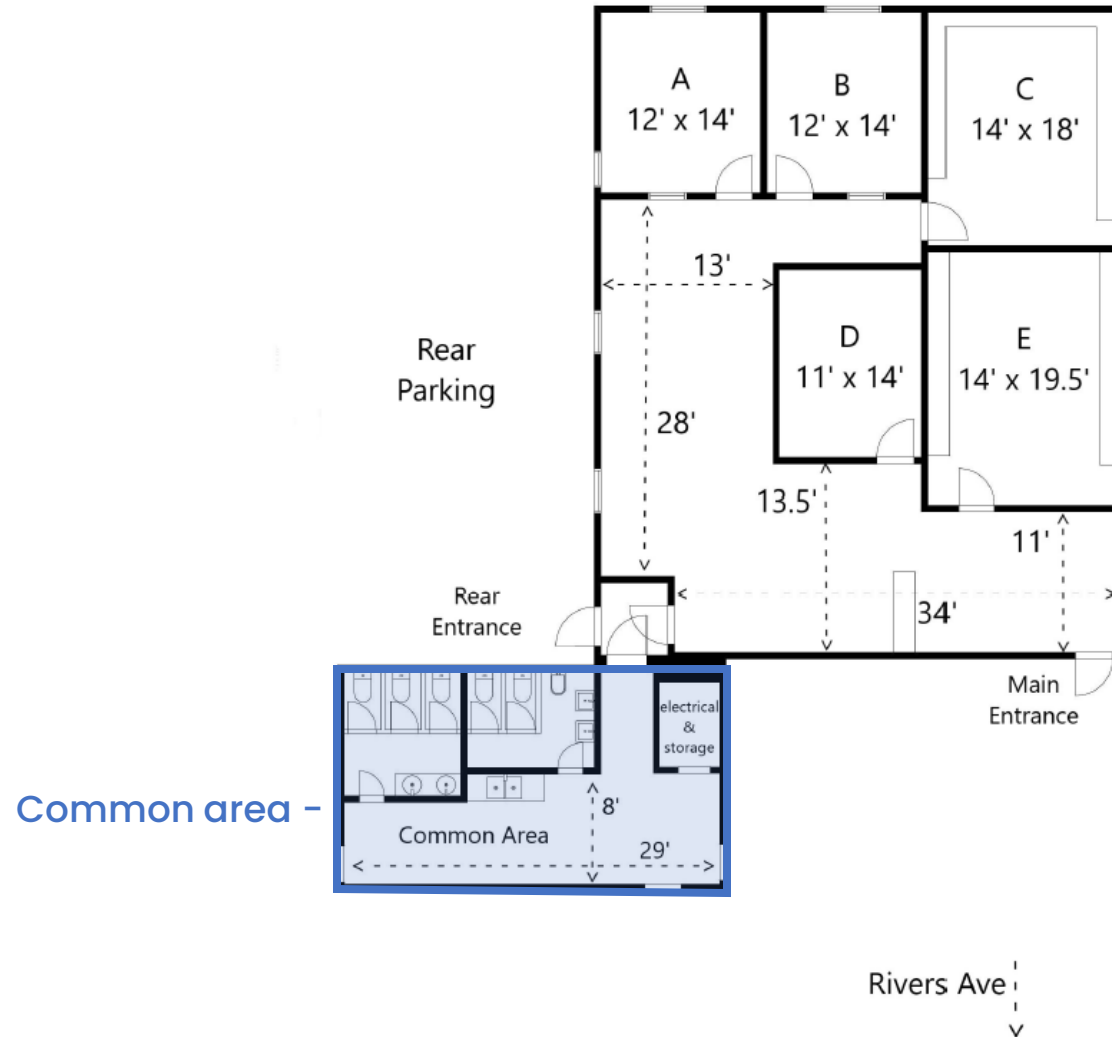 A
12' x 14'
B
12' x 14'
C
14' x 18'
13'
D
11' x 14'
E
14' x 19.5'
Rear
Parking
28'
13.5'
11'
Rear
Entrance
34'
Main
Entrance
electrical
&
storage
Common area -
8'
Common Area
29'
Rivers Ave